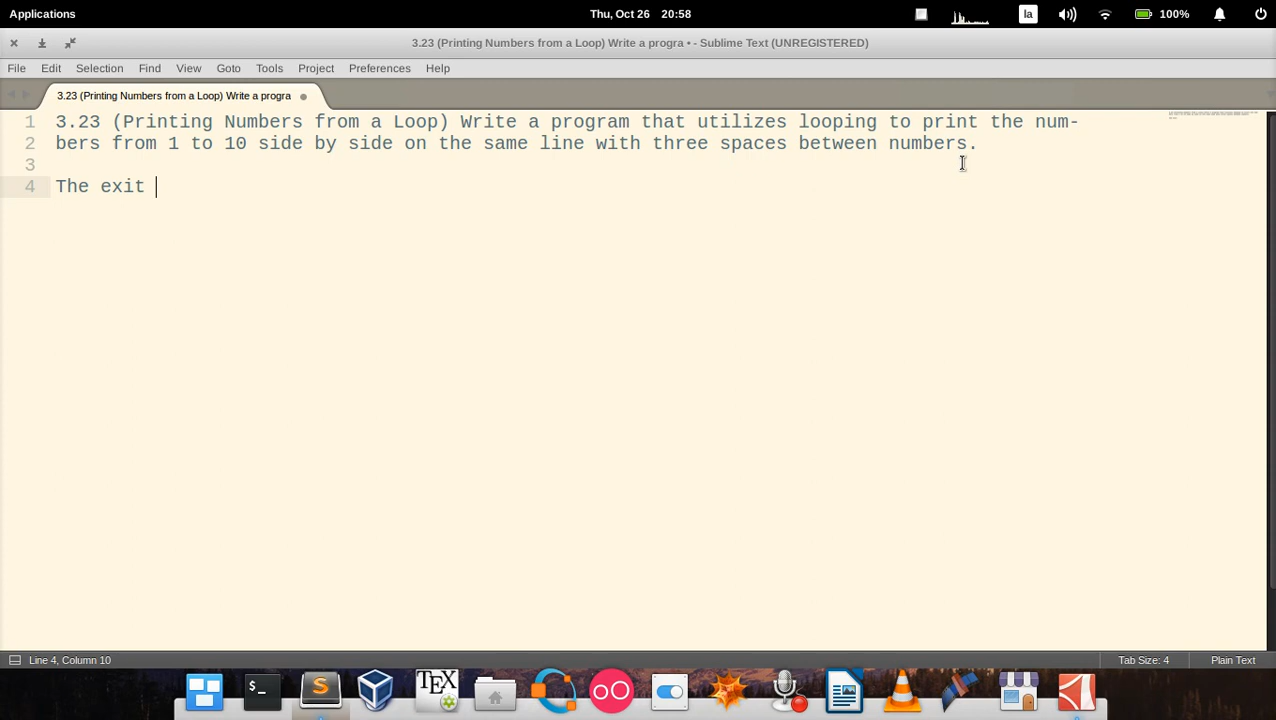 Applications
Thu, Oct 26 20:58
la
100%
3.23 (Printing Numbers from a Loop) Write a progra • - Sublime Text (UNREGISTERED)
File Edit Selection Find View Goto Tools Project Preferences Help
3.23 (Printing Numbers from a Loop) Write a progra
1 3.23 (Printing Numbers from a Loop) Write a program that utilizes looping to print the num-
2 bers from 1 to 10 side by side on the same line with three spaces between numbers.
3
4 The exit
Line 4, Column 10
Tab Size: 4
Plain Text
>_
S
TEX